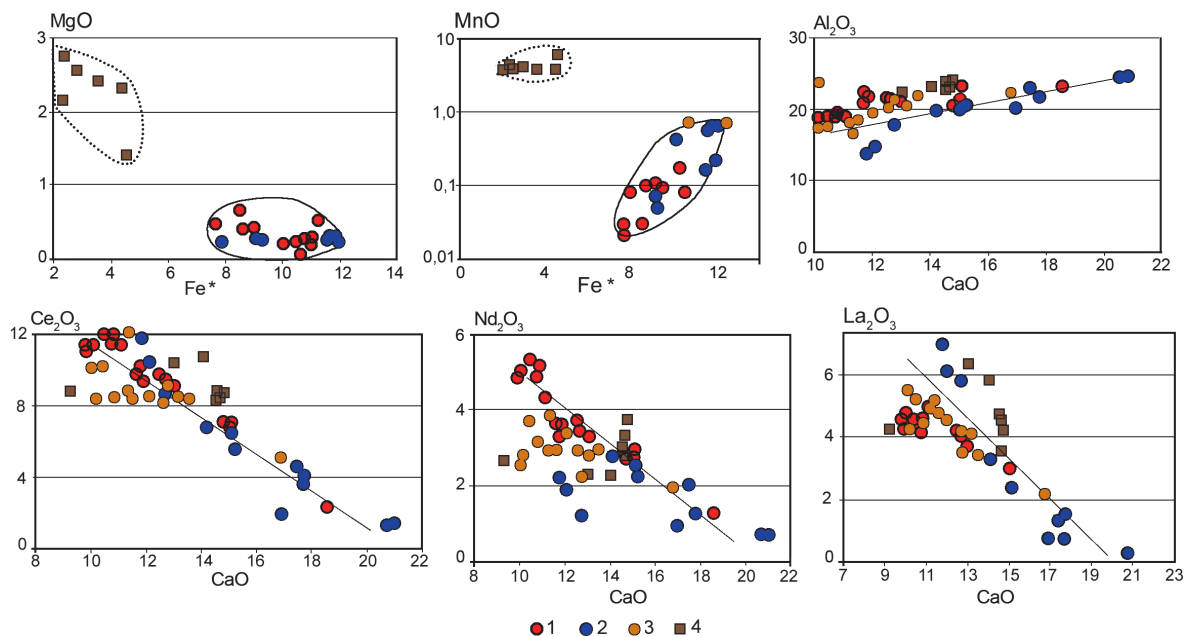 MgO
3
2
1
0
2 4 6 8 10 12 14
Fe*
MnO
10
1.0
0,1
0,01
0 4 8 12
Fe *
Al₂O₃
30
20
10
0
10 12 14 16 18 20 22
CaO
Ce₂O₃
12
8
4
0
8 10 12 14 16 18 20 22
CaO
Nd₂O₃
6
4
2
0
8 10 12 14 16 18 20 22
CaO
La₂O₃
6
4
2
0
7 9 11 13 15 17 19 21 23
CaO
1 2 3 4